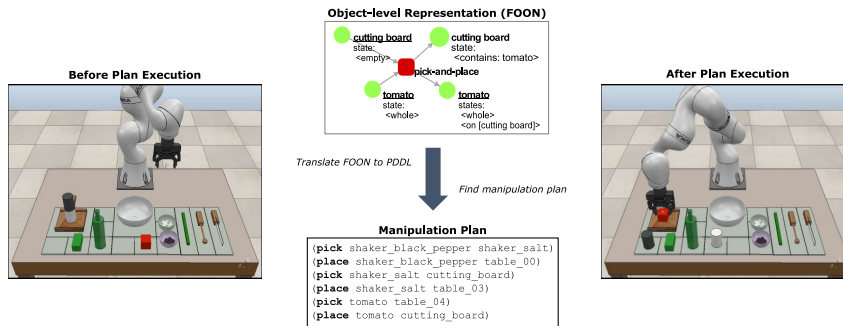 Object-level Representation (FOON)
cutting board
state:
<empty>
cutting board
state:
<contains: tomato>
pick-and-place
tomato
state:
<whole>
tomato
states:
<whole>
<on [cutting board]>
Before Plan Execution
After Plan Execution
Translate FOON to PDDL
Find manipulation plan
Manipulation Plan
(pick shaker_black_pepper shaker_salt)
(place shaker_black_pepper table_00)
(pick shaker_salt cutting_board)
(place shaker_salt table_03)
(pick tomato table_04)
(place tomato cutting_board)